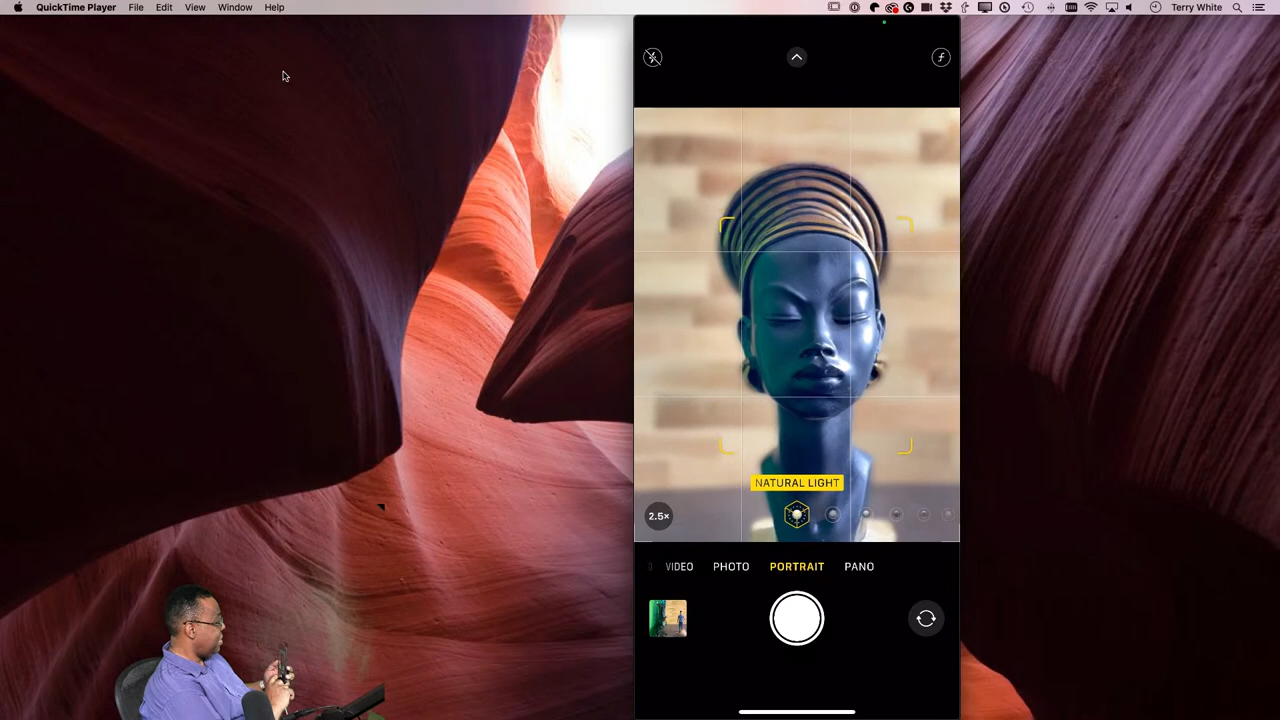 QuickTime Player File Edit View Window Help Terry White
NATURAL LIGHT
2.5×
VIDEO PHOTO PORTRAIT PANO